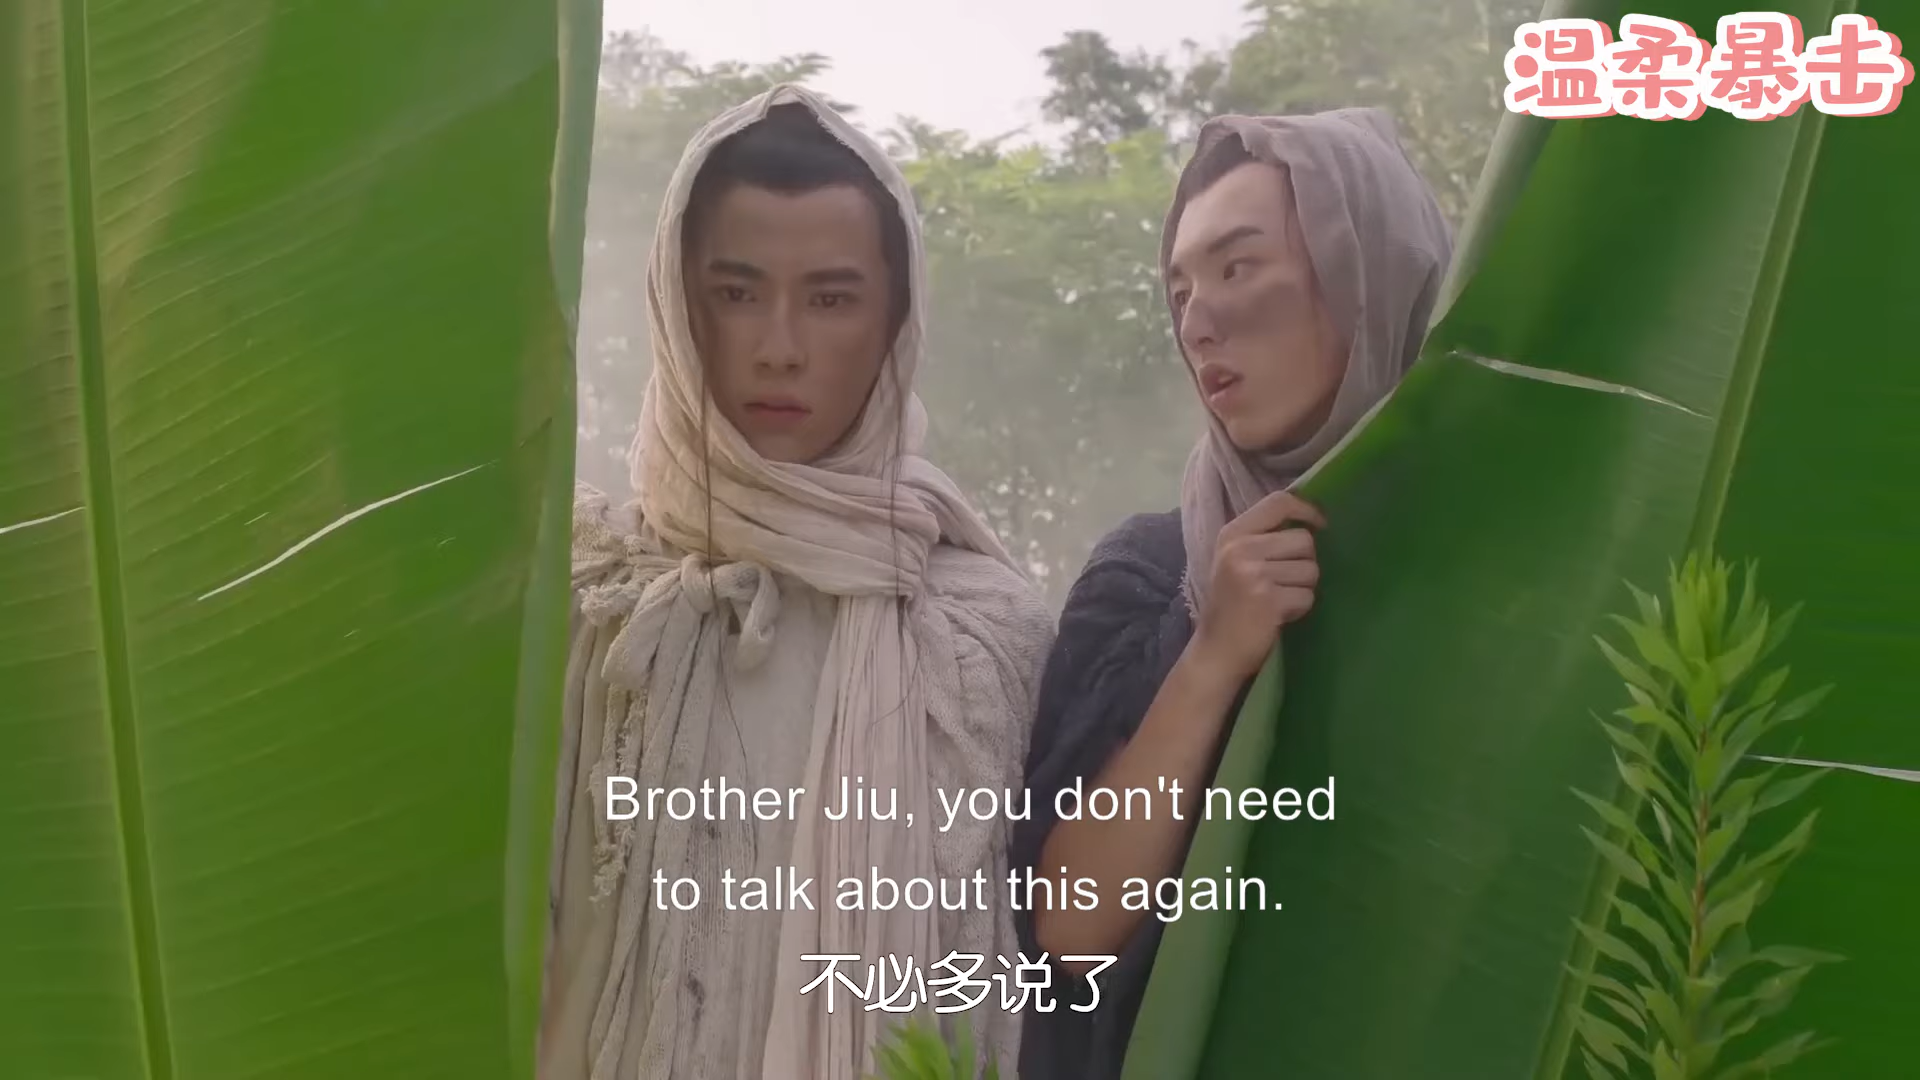 温柔暴击
Brother Jiu, you don't need
to talk about this again.
不必多说了